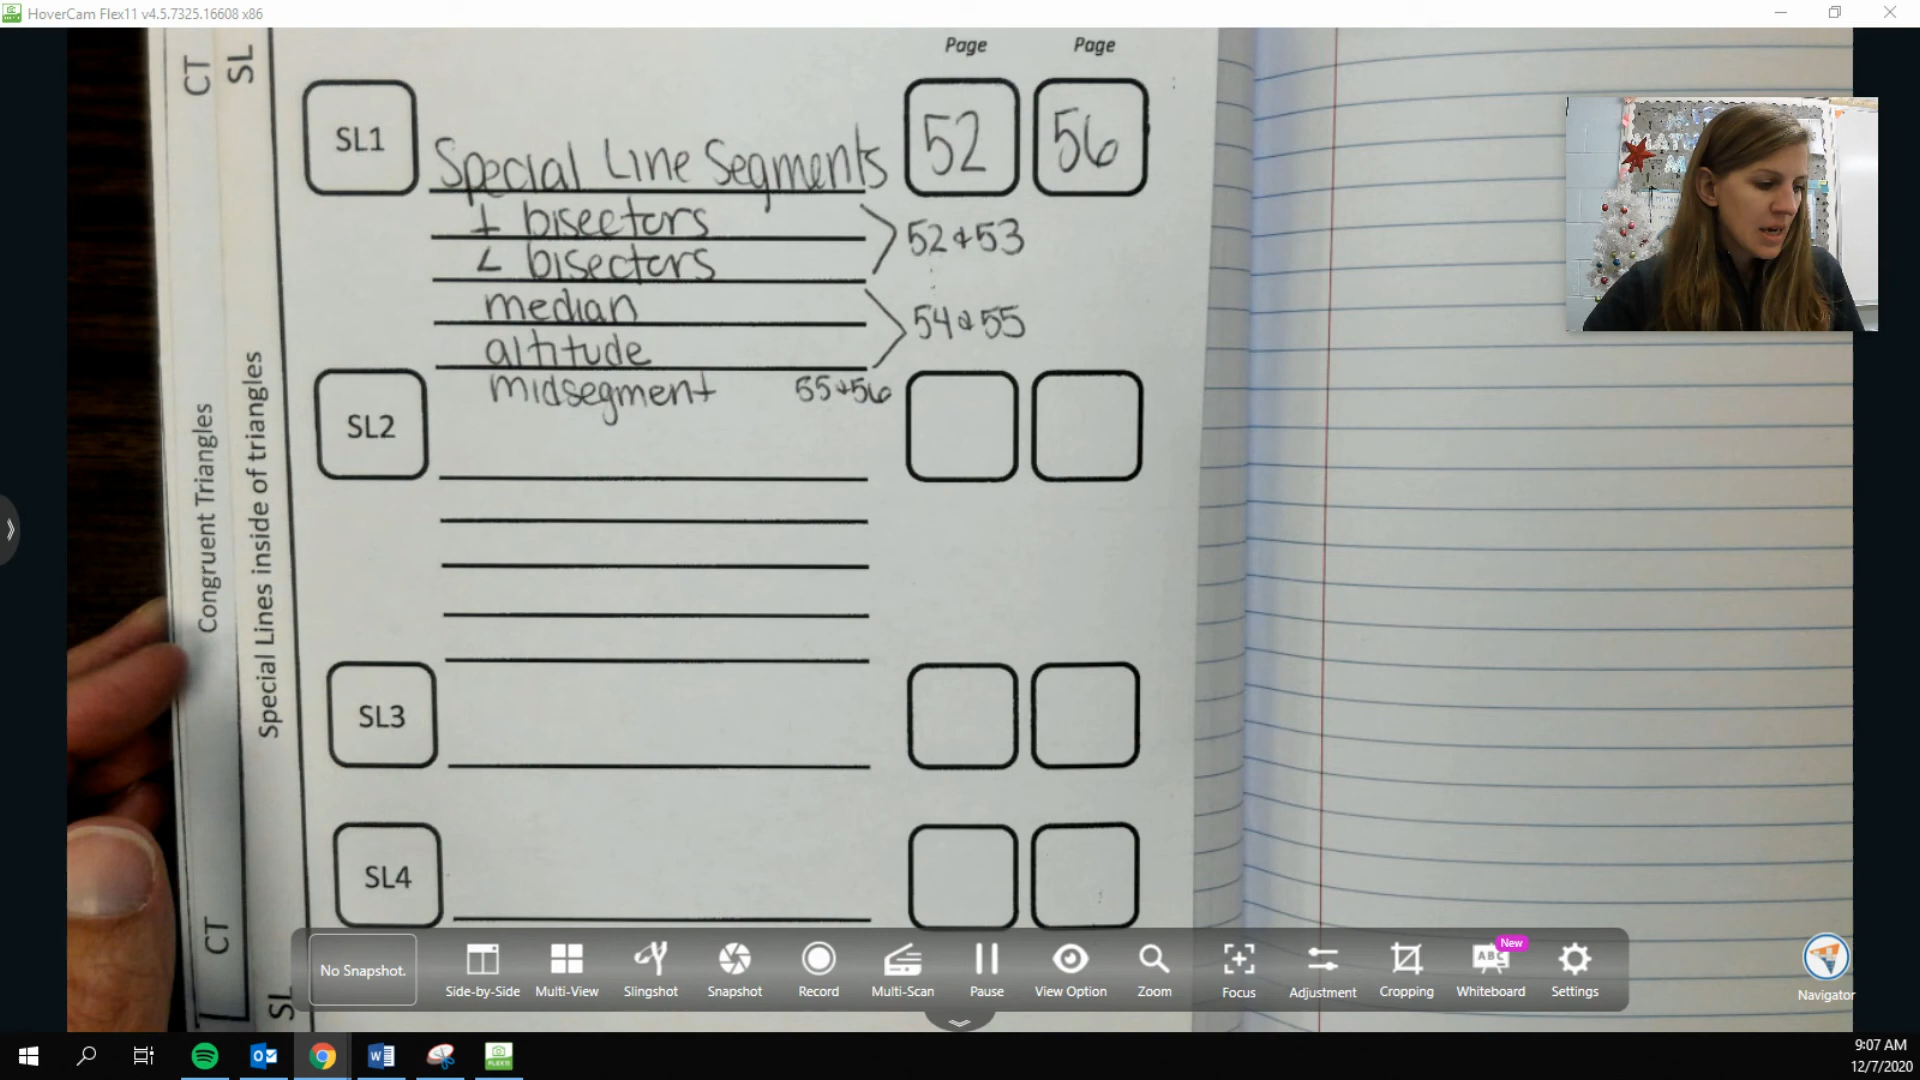 HoverCam Flex11 v4.5.7325.16608 x86
Page Page
SL1 Special Line Segments 52 56
⊥ bisectors
∠ bisectors
52 & 53
median
altitude
54 & 55
midsegment 55 & 56
SL2
SL3
SL4
CT
SL
Congruent Triangles
Special Lines inside of triangles
CT
SL
No Snapshot.
Side-by-Side
Multi-View
Slingshot
Snapshot
Record
Multi-Scan
Pause
View Option
Zoom
Focus
Adjustment
Cropping
ABC
New
Whiteboard
Settings
Navigator
9:07 AM
12/7/2020